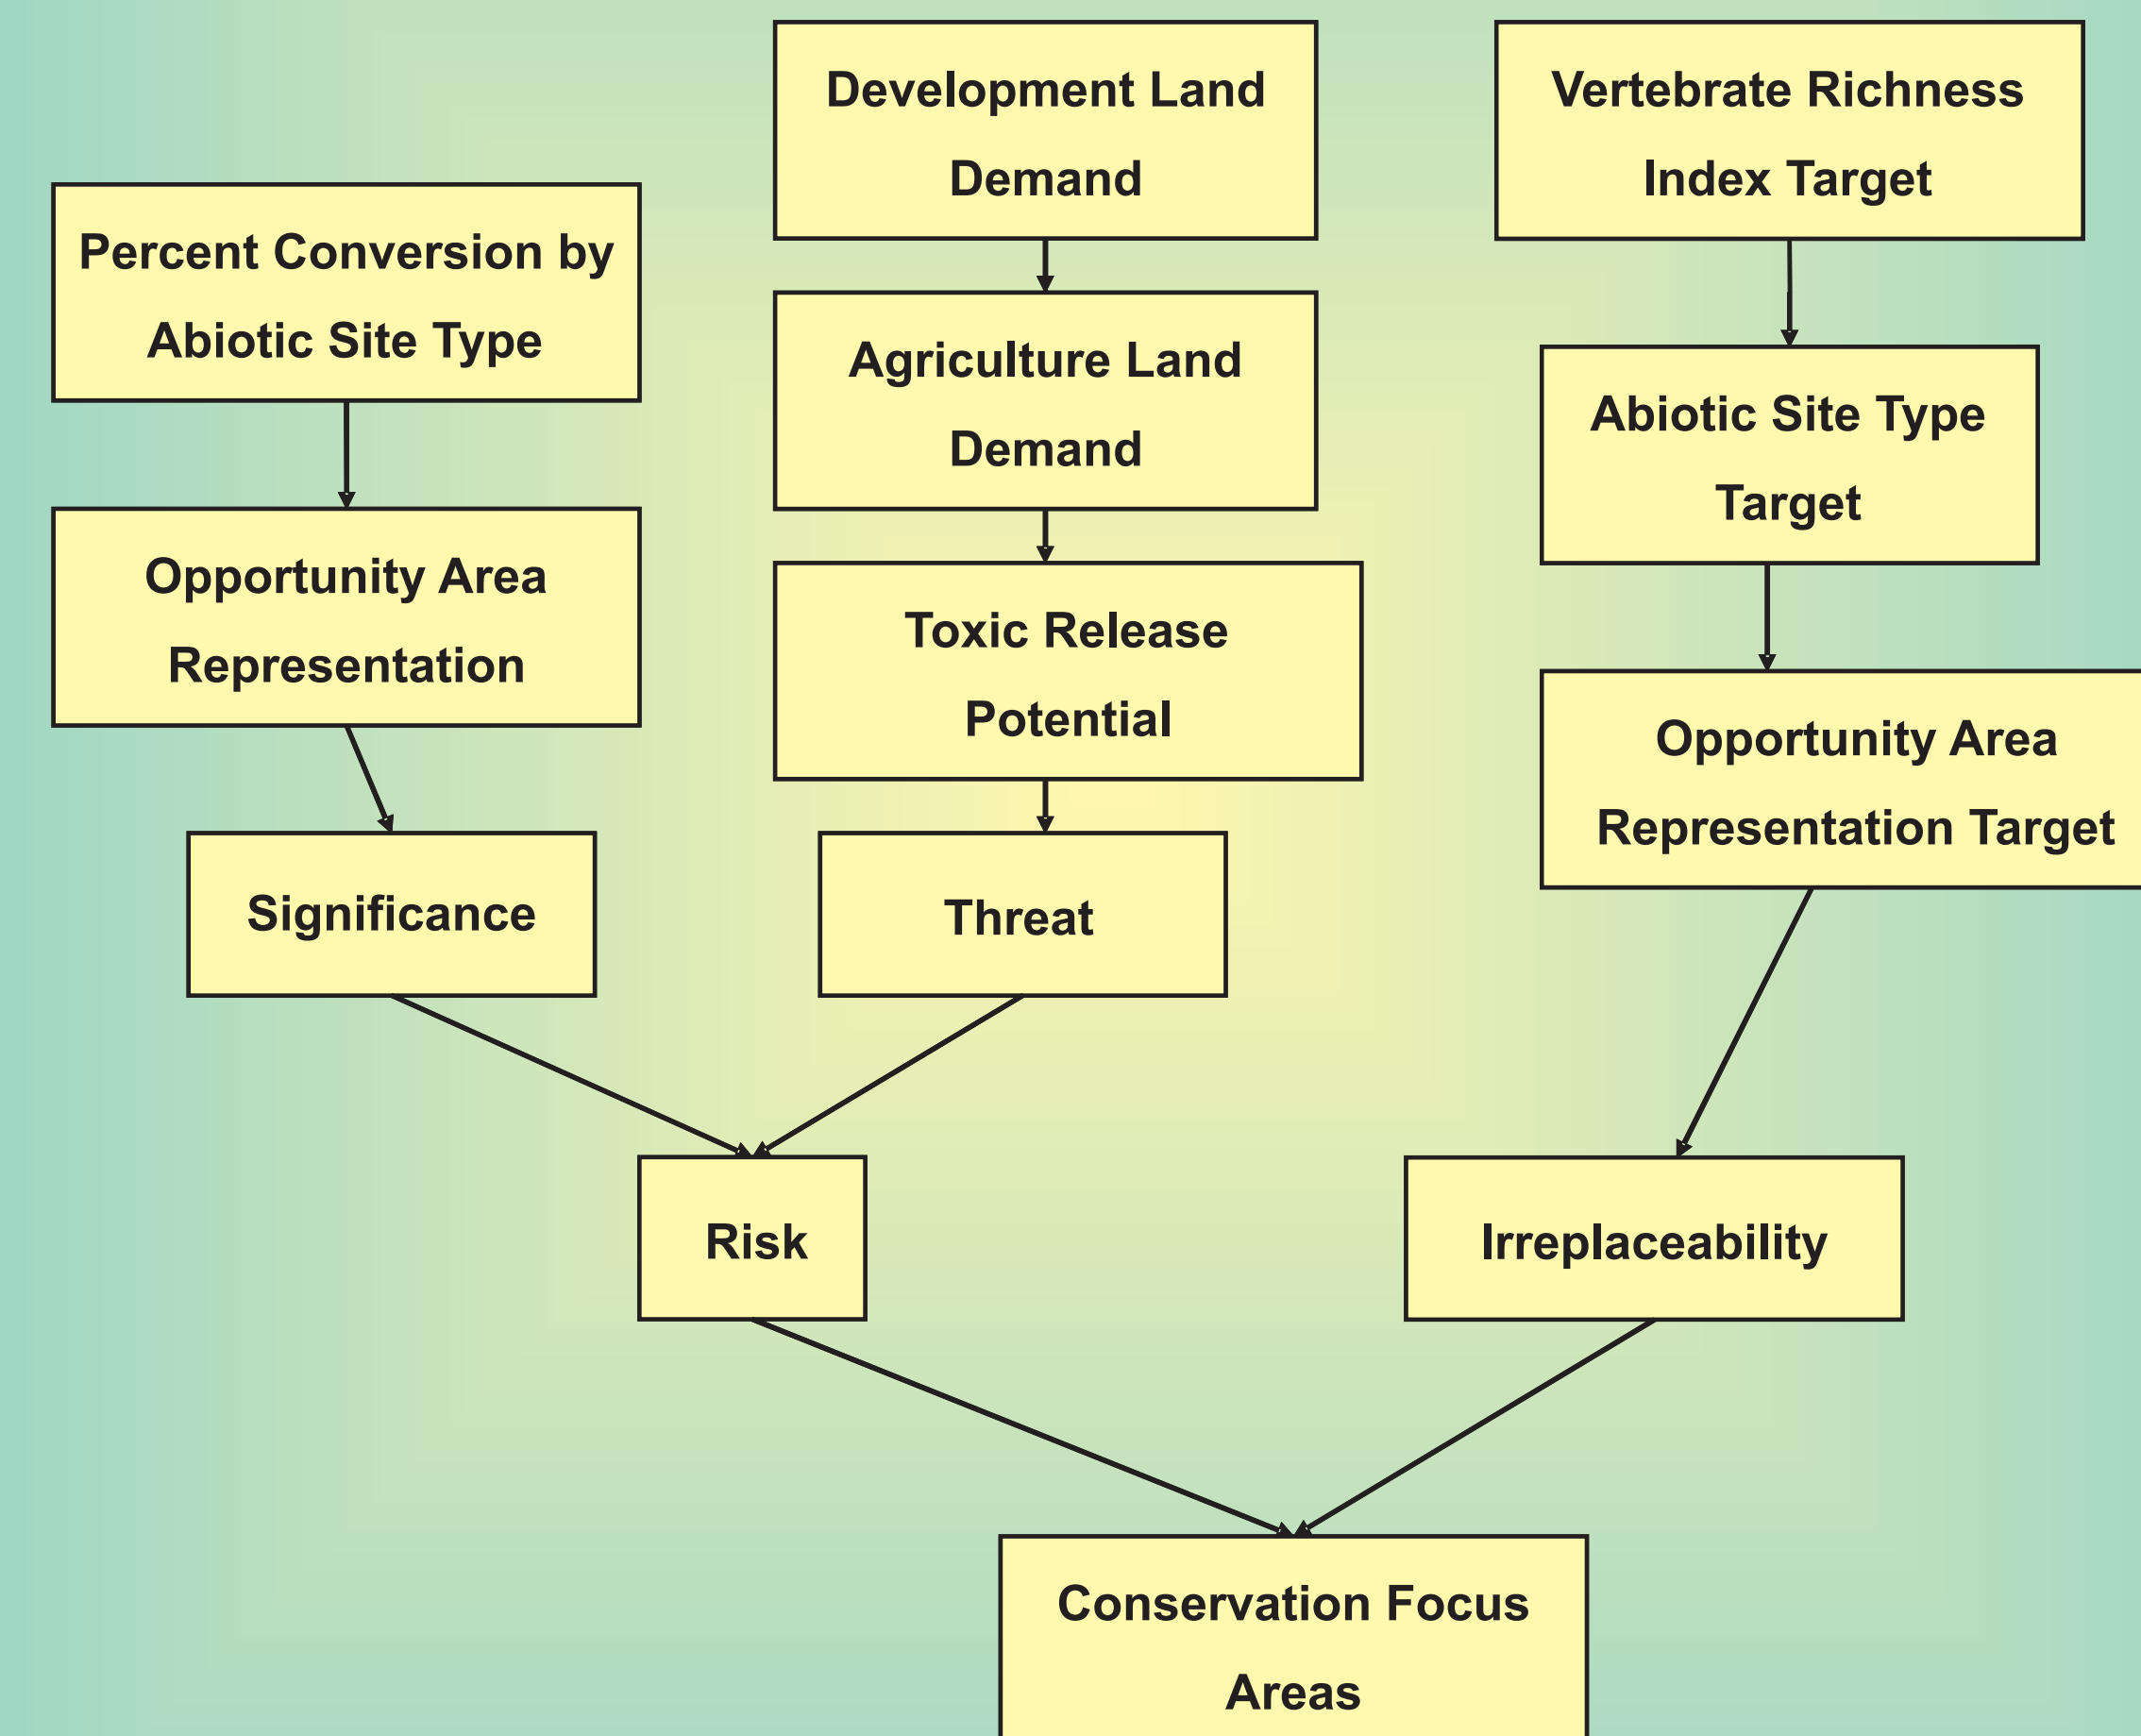 Development Land
Demand
Vertebrate Richness
Index Target
Percent Conversion by
Abiotic Site Type
Agriculture Land
Demand
Abiotic Site Type
Target
Opportunity Area
Representation
Toxic Release
Potential
Opportunity Area
Representation Target
Significance
Threat
Risk
Irreplaceability
Conservation Focus
Areas